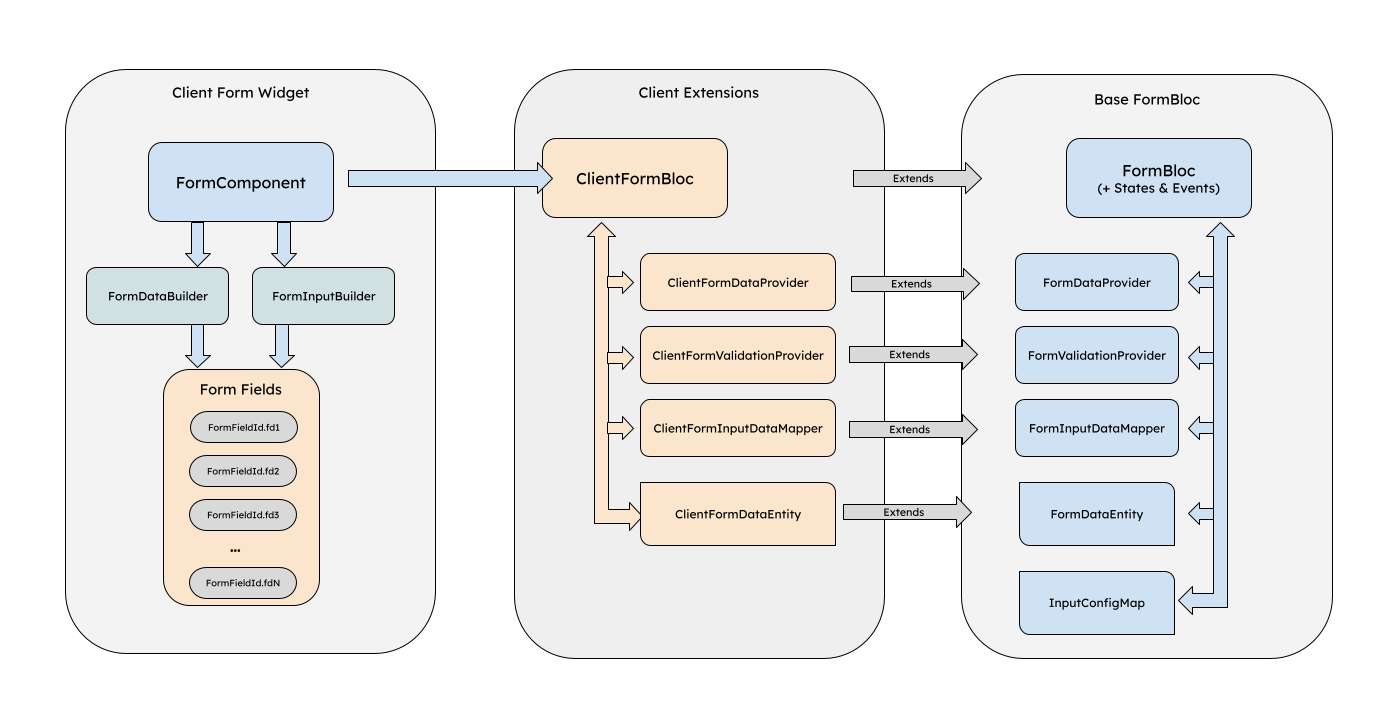 Client Form Widget
FormComponent
FormDataBuilder
FormInputBuilder
Form Fields
FormFieldId.fd1
FormFieldId.fd2
FormFieldId.fd3
...
FormFieldId.fdN
Client Extensions
ClientFormBloc
ClientFormDataProvider
ClientFormValidationProvider
ClientFormInputDataMapper
ClientFormDataEntity
Extends
Extends
Extends
Extends
Extends
Base FormBloc
FormBloc
(+ States & Events)
FormDataProvider
FormValidationProvider
FormInputDataMapper
FormDataEntity
InputConfigMap